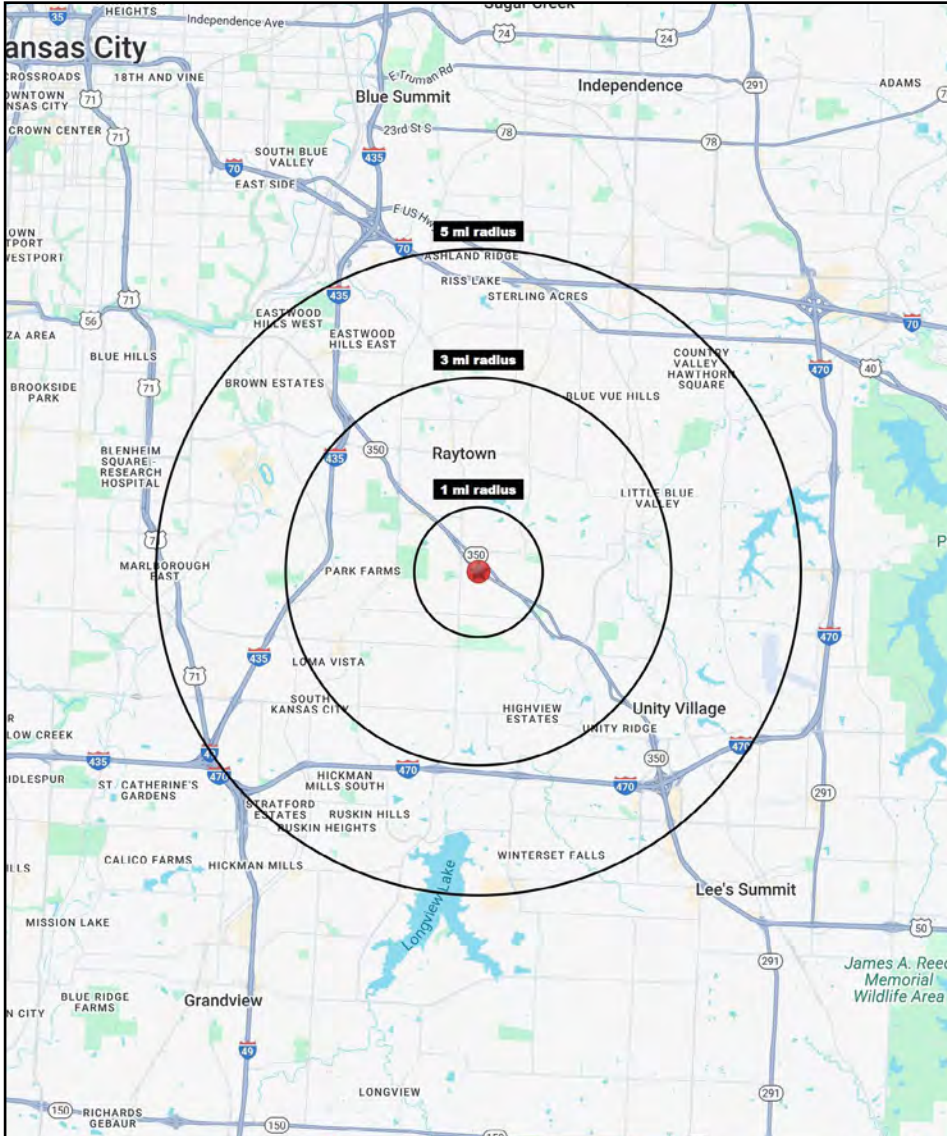 HEIGHTS
35
Independence Ave
Sugar Creek
24
24
ansas City
CROSSROADS
18TH AND VINE
E Truman Rd
Independence
291
ADAMS
71
OWNTOWN
NSAS CITY
Blue Summit
CROWN CENTER
71
23rd St S
78
78
SOUTH BLUE
VALLEY
435
70
EAST SIDE
E US Hwy
OWN
TPORT
WESTPORT
5 mi radius
70
ASHLAND RIDGE
RISS LAKE
435
STERLING ACRES
71
56
EASTWOOD
HILLS WEST
70
ZA AREA
EASTWOOD
HILLS EAST
BLUE HILLS
3 mi radius
COUNTRY
VALLEY
HAWTHORN
SQUARE
470
40
BROOKSIDE
PARK
71
BROWN ESTATES
BLUE VUE HILLS
350
435
Raytown
BLENHEIM
SQUARE -
RESEARCH
HOSPITAL
1 mi radius
LITTLE BLUE
VALLEY
71
350
MARLBOROUGH
EAST
PARK FARMS
470
435
LOMA VISTA
71
SOUTH
KANSAS CITY
HIGHVIEW
ESTATES
Unity Village
UNITY RIDGE
R
LOW CREEK
470
350
435
470
470
470
RIDLESPUR
ST. CATHERINE'S
GARDENS
HICKMAN
MILLS SOUTH
291
STRATFORD
ESTATES
RUSKIN HILLS
RUSKIN HEIGHTS
CALICO FARMS
HICKMAN MILLS
WINTERSET FALLS
ILLS
Longview Lake
Lee's Summit
MISSION LAKE
50
291
James A. Reed
Memorial
Wildlife Area
BLUE RIDGE
FARMS
Grandview
N CITY
49
LONGVIEW
291
150
RICHARDS
GEBAUR
150
150